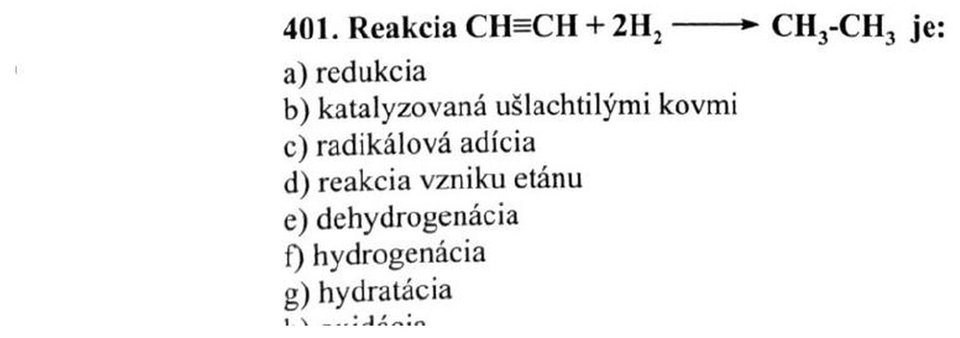 401. Reakcia CH≡CH + 2H₂ ⟶ CH₃-CH₃ je:
a) redukcia
b) katalyzovaná ušlachtilými kovmi
c) radikálová adícia
d) reakcia vzniku etánu
e) dehydrogenácia
f) hydrogenácia
g) hydratácia